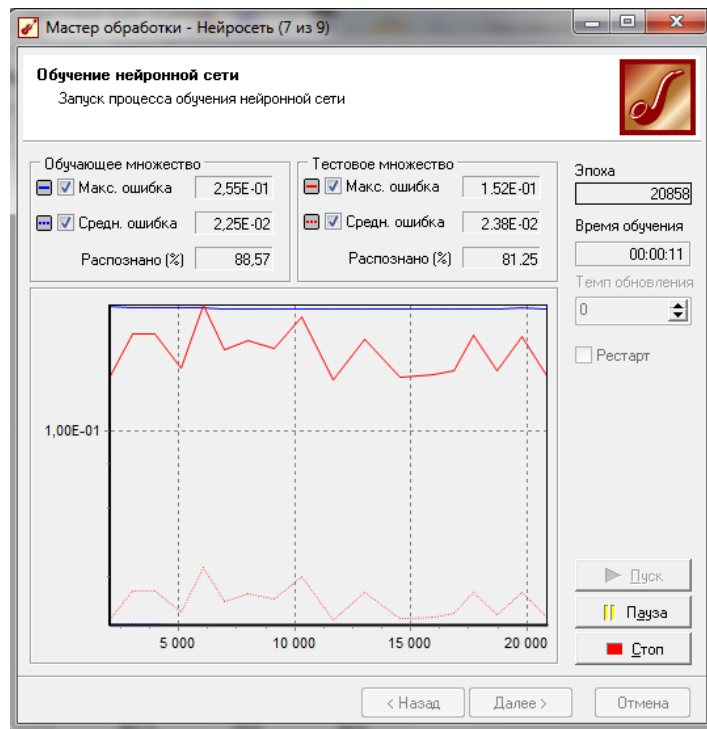 Мастер обработки - Нейросеть (7 из 9)
Обучение нейронной сети
Запуск процесса обучения нейронной сети
Обучающее множество
Макс. ошибка 2,55E-01
Средн. ошибка 2,25E-02
Распознано (%) 88,57
Тестовое множество
Макс. ошибка 1.52E-01
Средн. ошибка 2.38E-02
Распознано (%) 81.25
Эпоха
20858
Время обучения
00:00:11
Темп обновления
0
Рестарт
1,00E-01
5 000 10 000 15 000 20 000
Пуск
Пауза
Стоп
< Назад Далее > Отмена